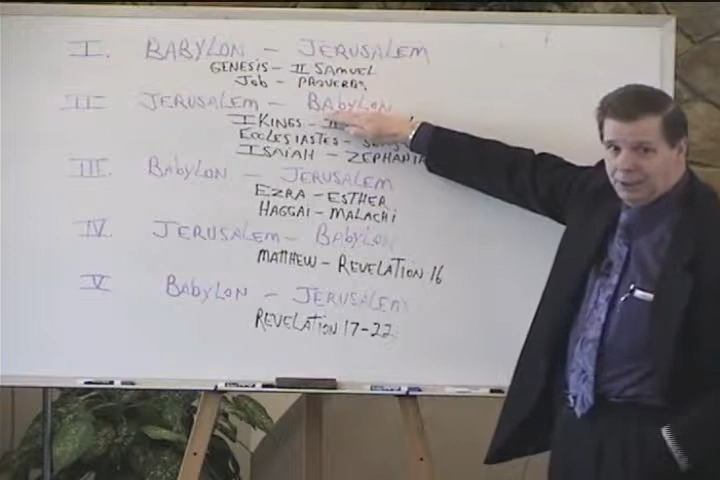 I. BABYLON - JERUSALEM
GENESIS - II SAMUEL
JOB - PROVERBS
II JERUSALEM - BAbyLON
I KINGS -
ECCLESIASTES -
ISAIAH - ZEPHANIA
III. BAbyLON - JERUSALEM
EZRA - ESTHER
HAGGAI - MALACHi
IV JERUSALEM - BAbyLON
MATTHEW - REVELATION 16
V BAbyLON - JERUSALEM
REVELATION 17-22